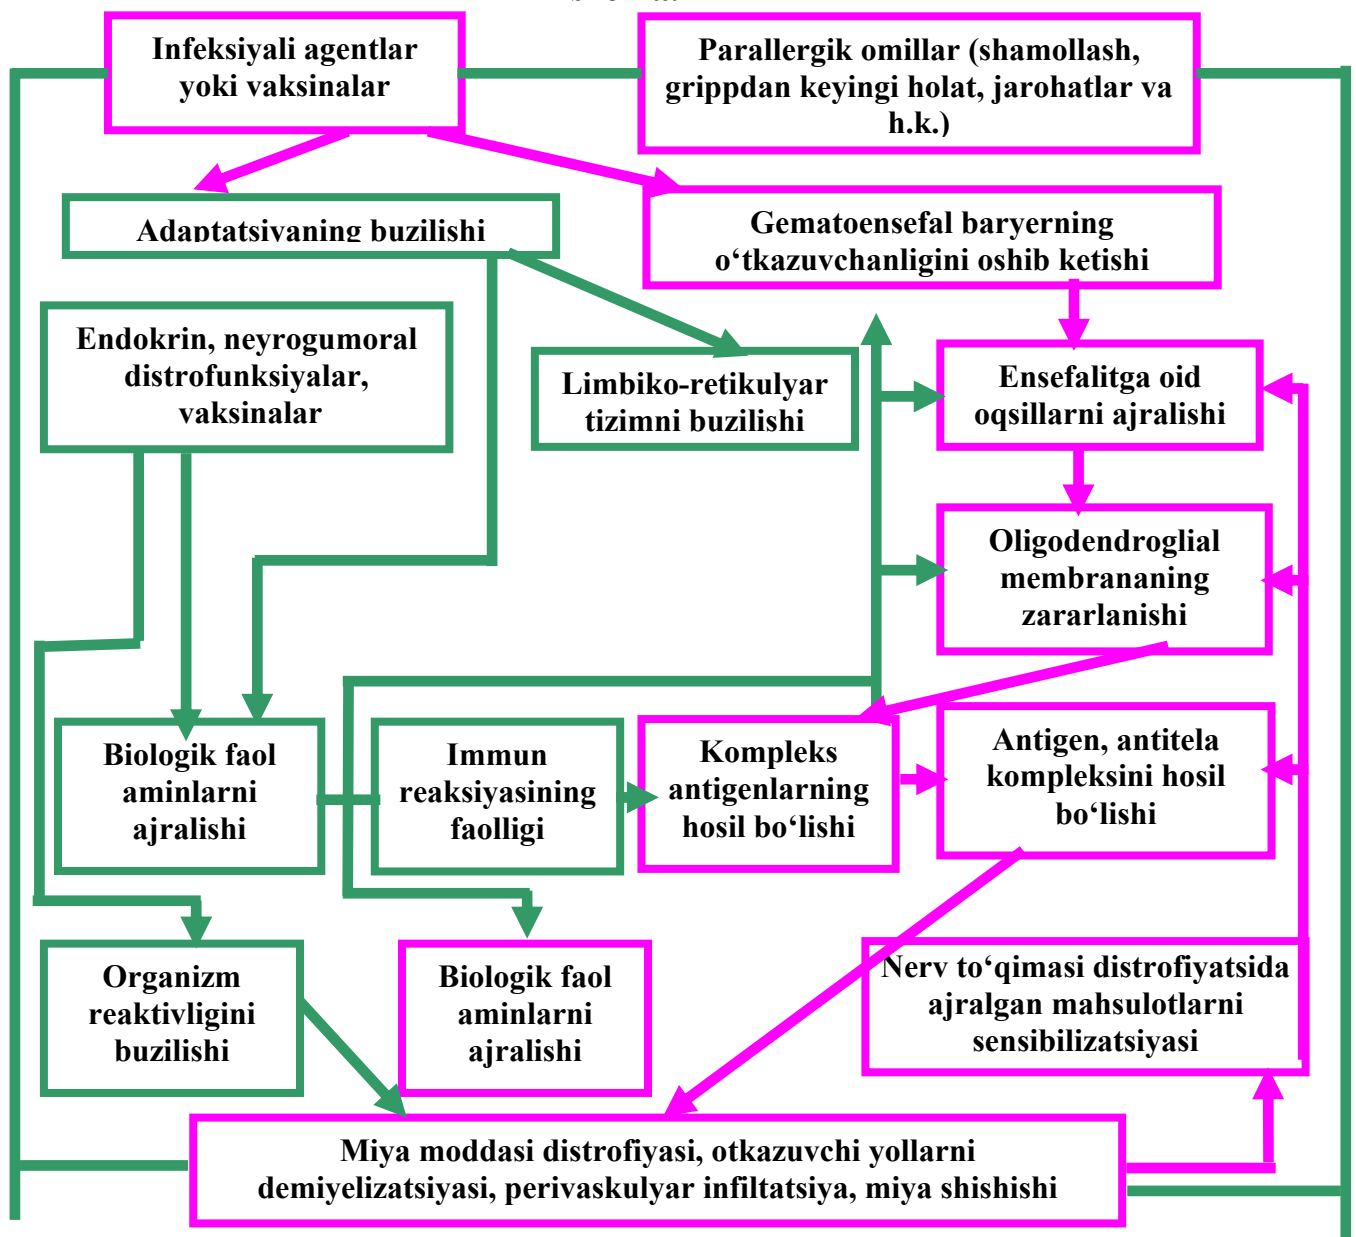 Infeksiyali agentlar
yoki vaksinalar
Parallergik omillar (shamollash,
grippdan keyingi holat, jarohatlar va
h.k.)
Adaptatsiyaning buzilishi
Gematoensefal baryerning
o‘tkazuvchanligini oshib ketishi
Endokrin, neyrogumoral
distrofunksiyalar,
vaksinalar
Limbiko-retikulyar
tizimni buzilishi
Ensefalitga oid
oqsillarni ajralishi
Oligodendroglial
membrananing
zararlanishi
Biologik faol
aminlarni
ajralishi
Immun
reaksiyasining
faolligi
Kompleks
antigenlarning
hosil bo‘lishi
Antigen, antitela
kompleksini hosil
bo‘lishi
Organizm
reaktivligini
buzilishi
Biologik faol
aminlarni
ajralishi
Nerv to‘qimasi distrofiyatsida
ajralgan mahsulotlarni
sensibilizatsiyasi
Miya moddasi distrofiyasi, otkazuvchi yollarni
demiyelizatsiyasi, perivaskulyar infiltatsiya, miya shishishi